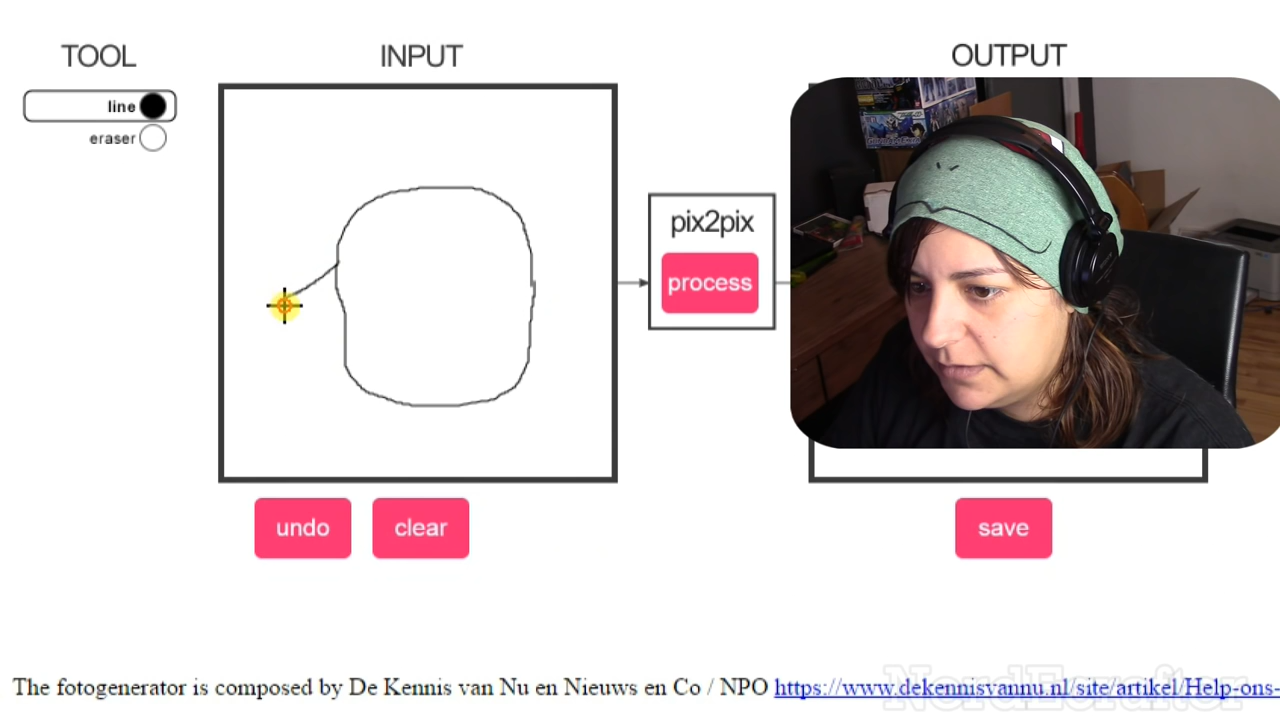 TOOL
INPUT
OUTPUT
line
eraser
pix2pix
process
undo
clear
save
The fotogenerator is composed by De Kennis van Nu en Nieuws en Co / NPO https://www.dekennisvannu.nl/site/artikel/Help-ons-
NordEcrafter